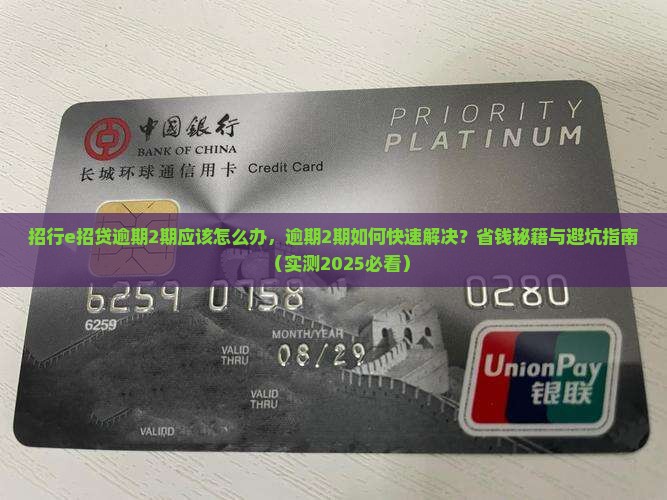 中国银行
BANK OF CHINA
长城环球通信用卡 Credit Card
PRIORITY
PLATINUM
招行e招贷逾期2期应该怎么办，逾期2期如何快速解决？省钱秘籍与避坑指南
（实测2025必看）
6259 0758 0280
6259
MONTH/YEAR
VALID
THRU
08/29
VALID
THRU
UnionPay
银联